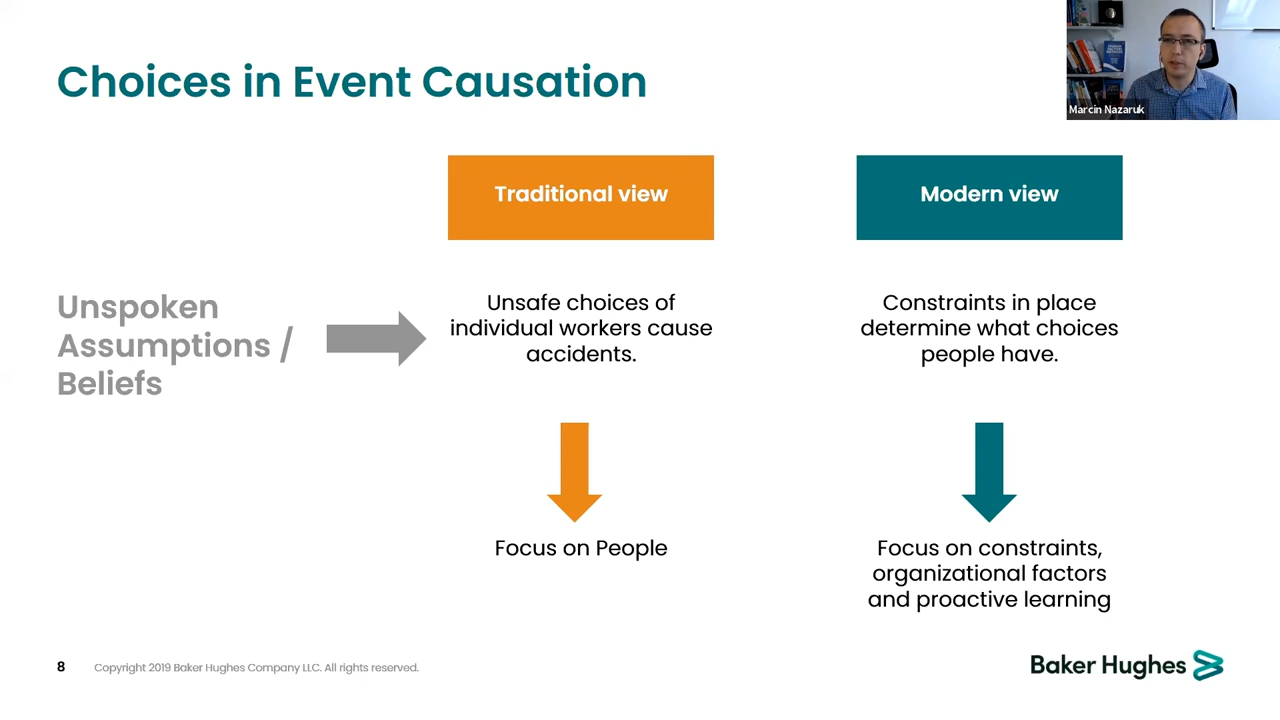 Choices in Event Causation
Marcin Nazaruk
Traditional view
Modern view
Unspoken
Assumptions /
Beliefs
Unsafe choices of
individual workers cause
accidents.
Constraints in place
determine what choices
people have.
Focus on People
Focus on constraints,
organizational factors
and proactive learning
8
Copyright 2019 Baker Hughes Company LLC. All rights reserved.
Baker Hughes